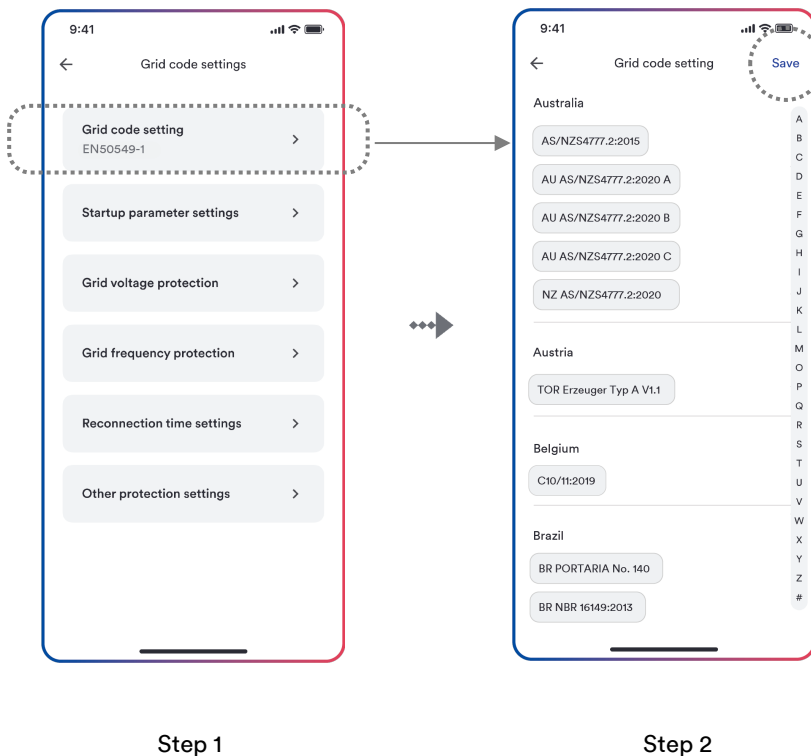 9:41
Grid code settings
Grid code setting
EN50549-1
Startup parameter settings
Grid voltage protection
Grid frequency protection
Reconnection time settings
Other protection settings
Step 1
9:41
Grid code setting
Save
Australia
AS/NZS4777.2:2015
AU AS/NZS4777.2:2020 A
AU AS/NZS4777.2:2020 B
AU AS/NZS4777.2:2020 C
NZ AS/NZS4777.2:2020
Austria
TOR Erzeuger Typ A V1.1
Belgium
C10/11:2019
Brazil
BR PORTARIA No. 140
BR NBR 16149:2013
A
B
C
D
E
F
G
H
I
J
K
L
M
O
P
Q
R
S
T
U
V
W
X
Y
Z
#
Step 2